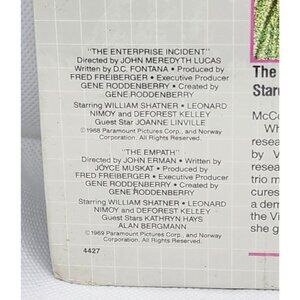 "THE ENTERPRISE INCIDENT"
Directed by JOHN MEREDYTH LUCAS
Written by D.C. FONTANA • Produced by
FRED FREIBERGER • Executive Producer
GENE RODDENBERRY • Created by
GENE RODDENBERRY
Starring WILLIAM SHATNER • LEONARD
NIMOY and DEFOREST KELLEY
Guest Star JOANNE LINVILLE
©1968 Paramount Pictures Corp., and Norway
Corporation. All Rights Reserved.
"THE EMPATH"
Directed by JOHN ERMAN • Written by
JOYCE MUSKAT • Produced by
FRED FREIBERGER • Executive Producer
GENE RODDENBERRY • Created by
GENE RODDENBERRY
Starring WILLIAM SHATNER • LEONARD
NIMOY and DEFOREST KELLEY
Guest Stars KATHRYN HAYS
ALAN BERGMANN
©1969 Paramount Pictures Corp., and Norway
Corporation. All Rights Reserved.
4427
The
Stard
McCo
Wh
resea
by V
resea
trio m
cures
a dem
the Vi
she g